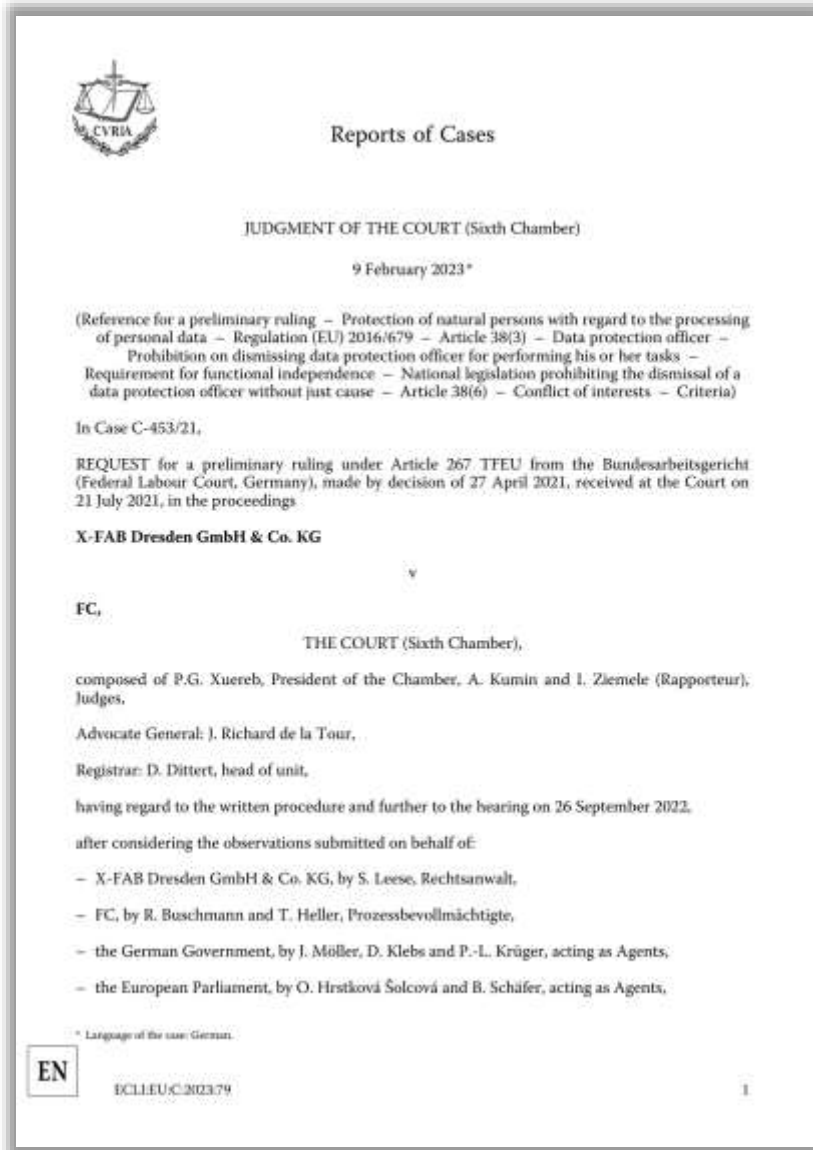 CVRIA
Reports of Cases
JUDGMENT OF THE COURT (Sixth Chamber)
9 February 2023*
(Reference for a preliminary ruling – Protection of natural persons with regard to the processing
of personal data – Regulation (EU) 2016/679 – Article 38(3) – Data protection officer –
Prohibition on dismissing data protection officer for performing his or her tasks –
Requirement for functional independence – National legislation prohibiting the dismissal of a
data protection officer without just cause – Article 38(6) – Conflict of interests – Criteria)
In Case C-453/21,
REQUEST for a preliminary ruling under Article 267 TFEU from the Bundesarbeitsgericht
(Federal Labour Court, Germany), made by decision of 27 April 2021, received at the Court on
21 July 2021, in the proceedings
X-FAB Dresden GmbH & Co. KG
v
FC,
THE COURT (Sixth Chamber),
composed of P.G. Xuereb, President of the Chamber, A. Kumin and I. Ziemele (Rapporteur),
Judges,
Advocate General: J. Richard de la Tour,
Registrar: D. Dittert, head of unit,
having regard to the written procedure and further to the hearing on 26 September 2022,
after considering the observations submitted on behalf of:
– X-FAB Dresden GmbH & Co. KG, by S. Leese, Rechtsanwalt,
– FC, by R. Buschmann and T. Heller, Prozessbevollmächtigte,
– the German Government, by J. Möller, D. Klebs and P.-L. Krüger, acting as Agents,
– the European Parliament, by O. Hrstková Šolcová and B. Schäfer, acting as Agents,
* Language of the case: German.
EN
ECLI:EU:C:2023:79 1